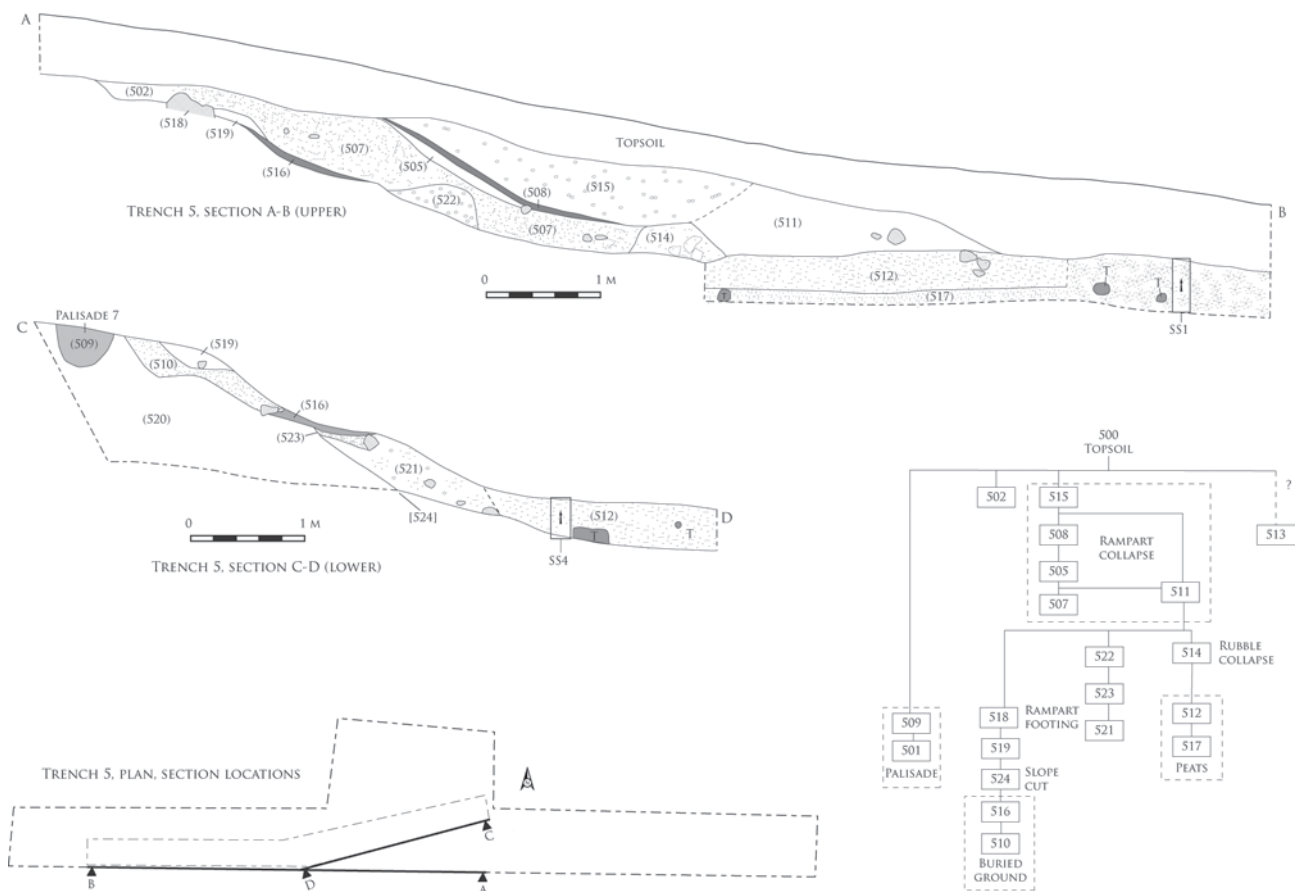 A
(502)
(518)
(519)
(516)
(507)
(505)
(522)
(508)
(507)
(515)
TOPSOIL
(514)
(511)
(512)
(517)
T
T
T
SS1
B
TRENCH 5, SECTION A-B (UPPER)
0 1 M
C
PALISADE 7
(509)
(510)
(519)
(520)
(516)
(523)
(521)
[524]
(512)
T
T
D
SS4
0 1 M
TRENCH 5, SECTION C-D (LOWER)
TRENCH 5, PLAN, SECTION LOCATIONS
B
D
C
A
500
TOPSOIL
502
515
?
508
RAMPART
COLLAPSE
513
505
511
507
522
514
RUBBLE
COLLAPSE
523
509
518
RAMPART
FOOTING
521
512
501
519
517
PALISADE
524
SLOPE
CUT
PEATS
516
510
BURIED
GROUND